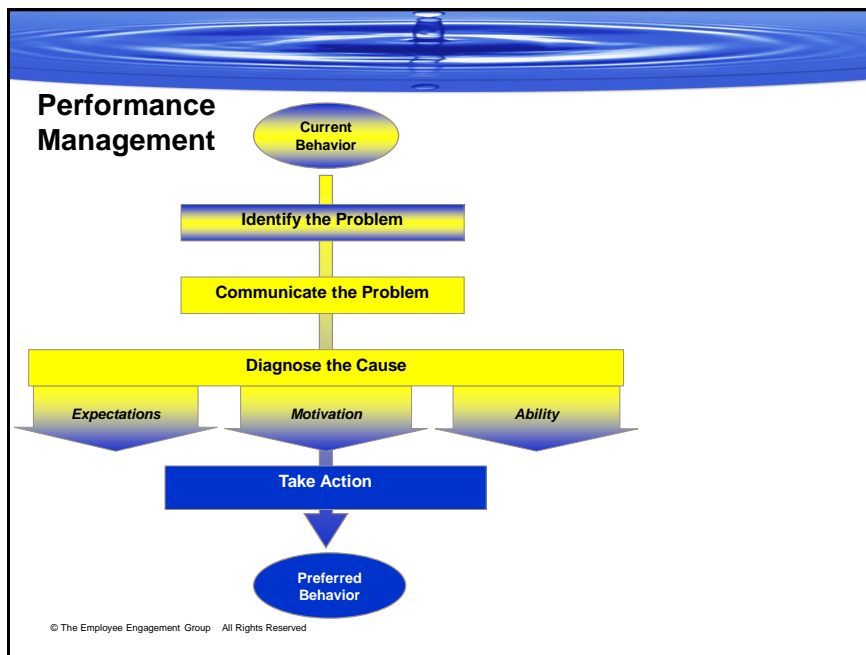 Performance
Management
Current
Behavior
Identify the Problem
Communicate the Problem
Diagnose the Cause
Expectations Motivation Ability
Take Action
Preferred
Behavior
© The Employee Engagement Group All Rights Reserved